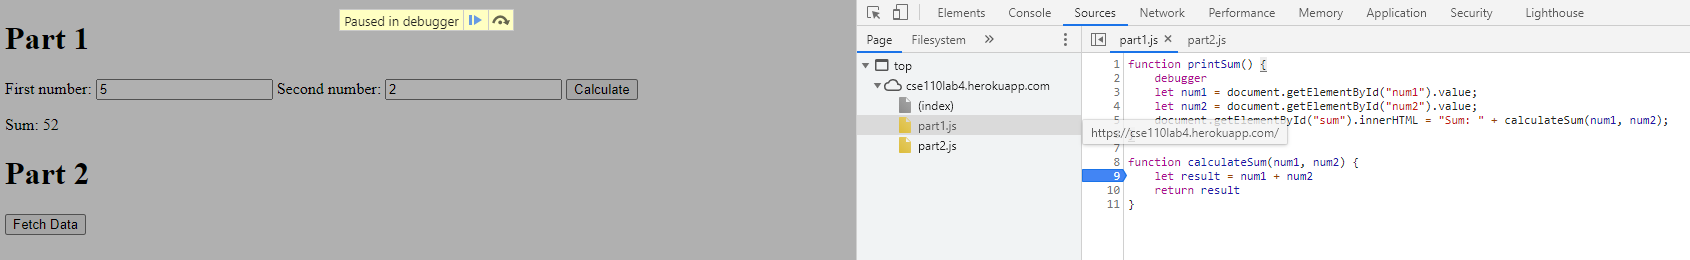 Paused in debugger
Part 1
First number: 5 Second number: 2 Calculate
Sum: 52
Part 2
Fetch Data
Elements Console Sources Network Performance Memory Application Security Lighthouse
Page Filesystem »
top
cse110lab4.herokuapp.com
(index)
part1.js
part2.js
part1.js × part2.js
1 function printSum() {
2 debugger
3 let num1 = document.getElementById("num1").value;
4 let num2 = document.getElementById("num2").value;
5 document.getElementById("sum").innerHTML = "Sum: " + calculateSum(num1, num2);
https://cse110lab4.herokuapp.com/
7
8 function calculateSum(num1, num2) {
9 let result = num1 + num2
10 return result
11 }